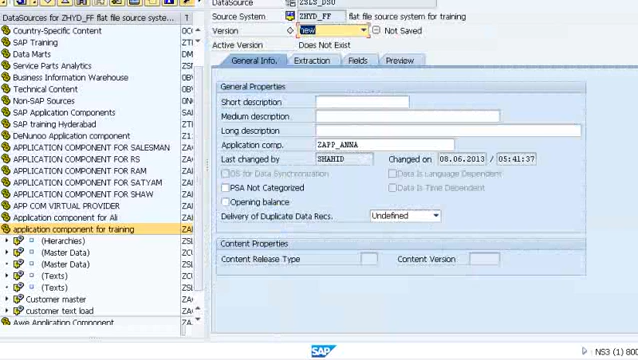 DataSources for ZHYD_FF flat file source system...
Country-Specific Content
SAP Training
Data Marts
Service Parts Analytics
Business Information Warehouse
Technical Content
Non-SAP Sources
SAP Application Components
SAP training Hyderabad
DeNunoo Application component
APPLICATION COMPONENT FOR SALESMAN
APPLICATION COMPONENT FOR RS
APPLICATION COMPONENT FOR RAM
APPLICATION COMPONENT FOR SATYAM
APPLICATION COMPONENT FOR SHAW
APP COM VIRTUAL PROVIDER
Application component for Ali
application component for training
(Hierarchies)
(Master Data)
(Master Data)
(Texts)
(Texts)
Customer master
customer text load
Awe Application Component
DataSource ZSLS_DSO
Source System ZHYD_FF flat file source system for training
Version new Not Saved
Active Version Does Not Exist
General Info. Extraction Fields Preview
General Properties
Short description
Medium description
Long description
Application comp. ZAPP_ANNA
Last changed by SHAHID Changed on 08.06.2013 / 05:41:37
DS for Data Synchronization Data Is Language Dependent
PSA Not Categorized Data Is Time Dependent
Opening balance
Delivery of Duplicate Data Recs. Undefined
Content Properties
Content Release Type Content Version
SAP
NS3 (1) 800